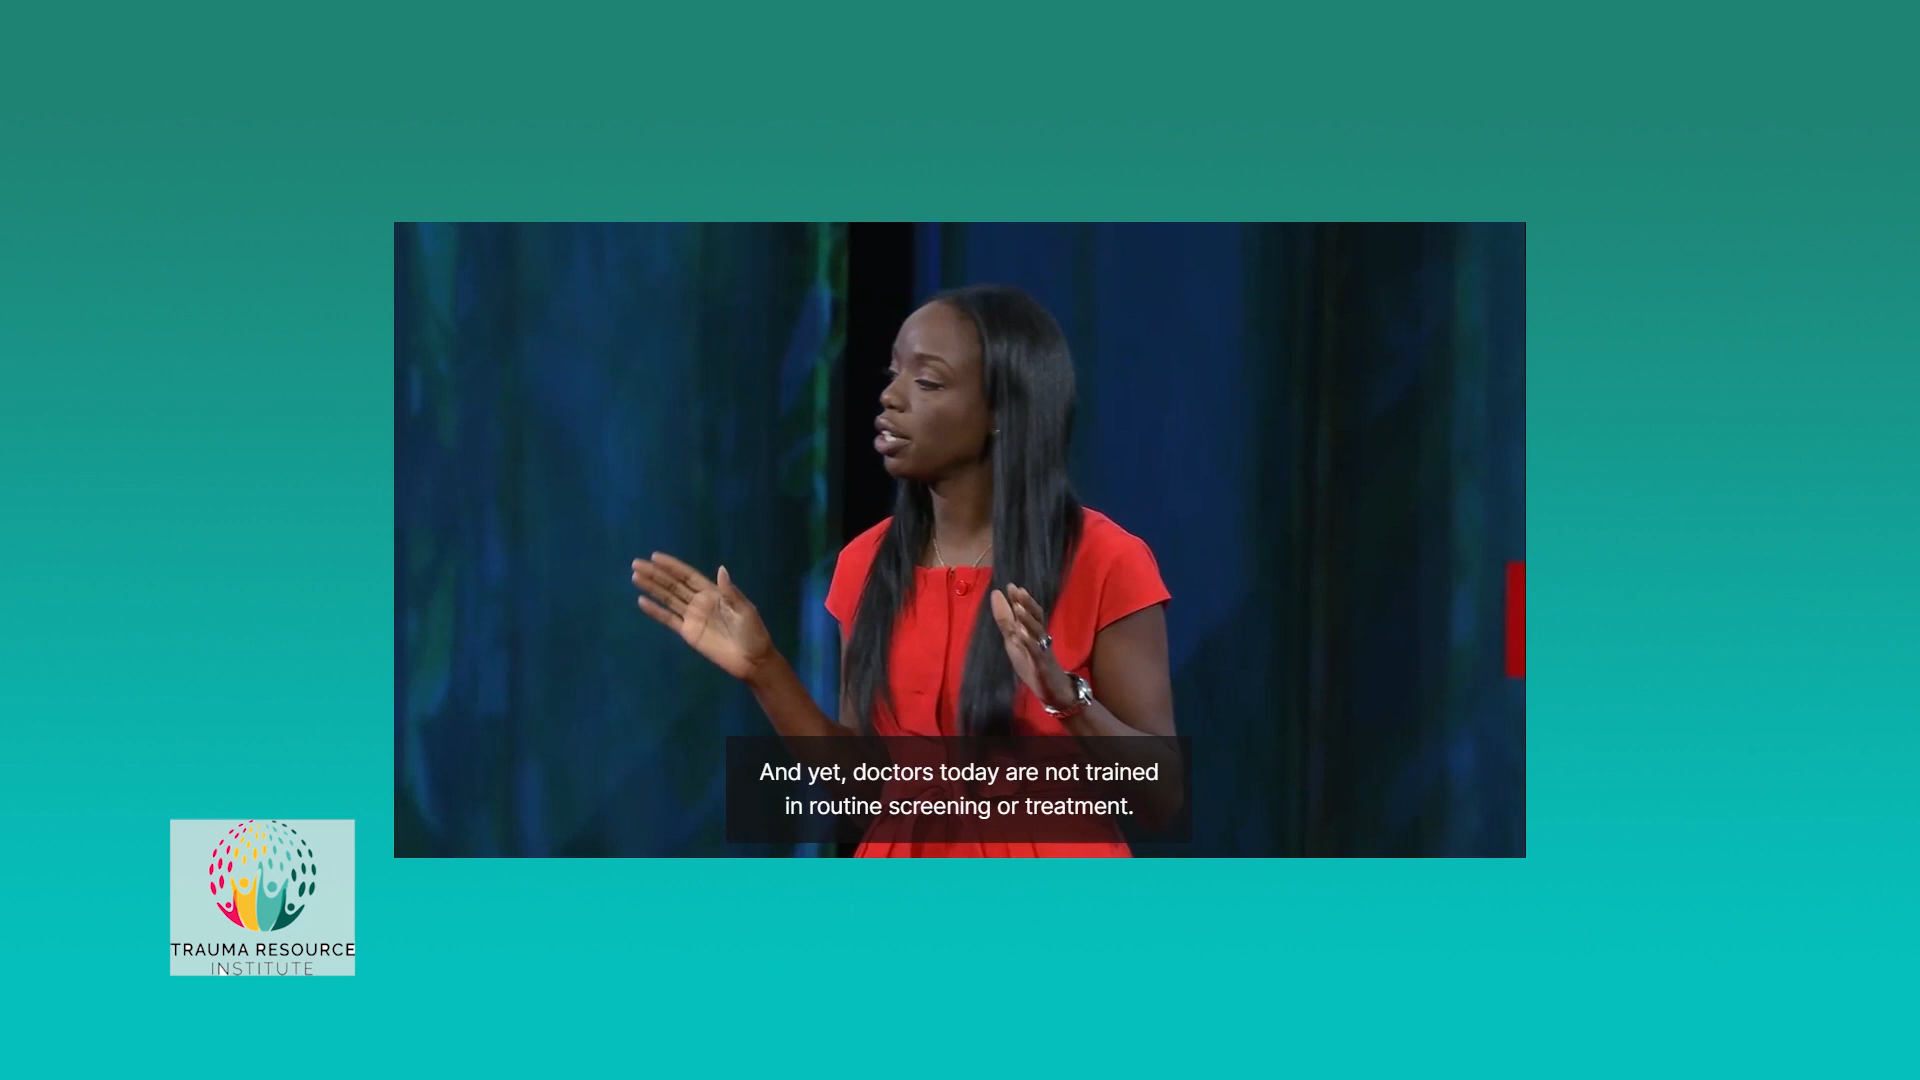 And yet, doctors today are not trained
in routine screening or treatment.
TRAUMA RESOURCE
INSTITUTE